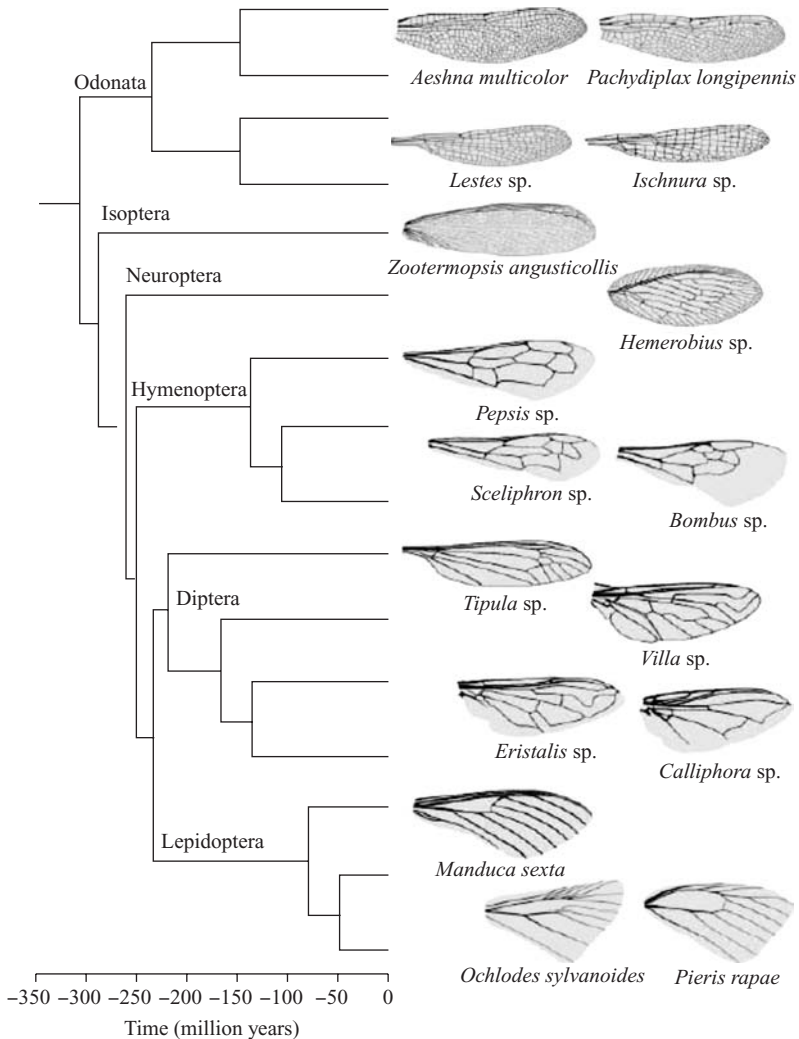 Odonata
Aeshna multicolor
Pachydiplax longipennis
Lestes sp.
Ischnura sp.
Isoptera
Zootermopsis angusticollis
Neuroptera
Hemerobius sp.
Hymenoptera
Pepsis sp.
Sceliphron sp.
Bombus sp.
Diptera
Tipula sp.
Villa sp.
Eristalis sp.
Calliphora sp.
Lepidoptera
Manduca sexta
Ochlodes sylvanoides
Pieris rapae
−350 −300 −250 −200 −150 −100 −50 0
Time (million years)